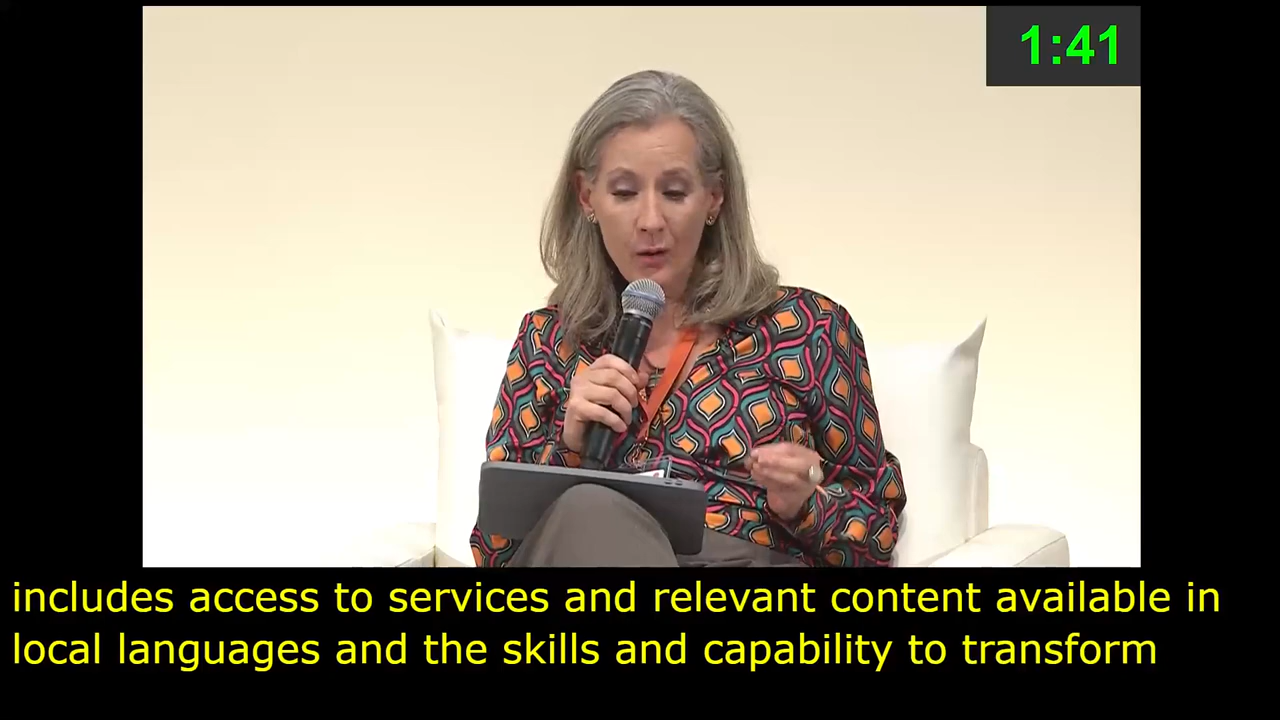 1:41
includes access to services and relevant content available in
local languages and the skills and capability to transform